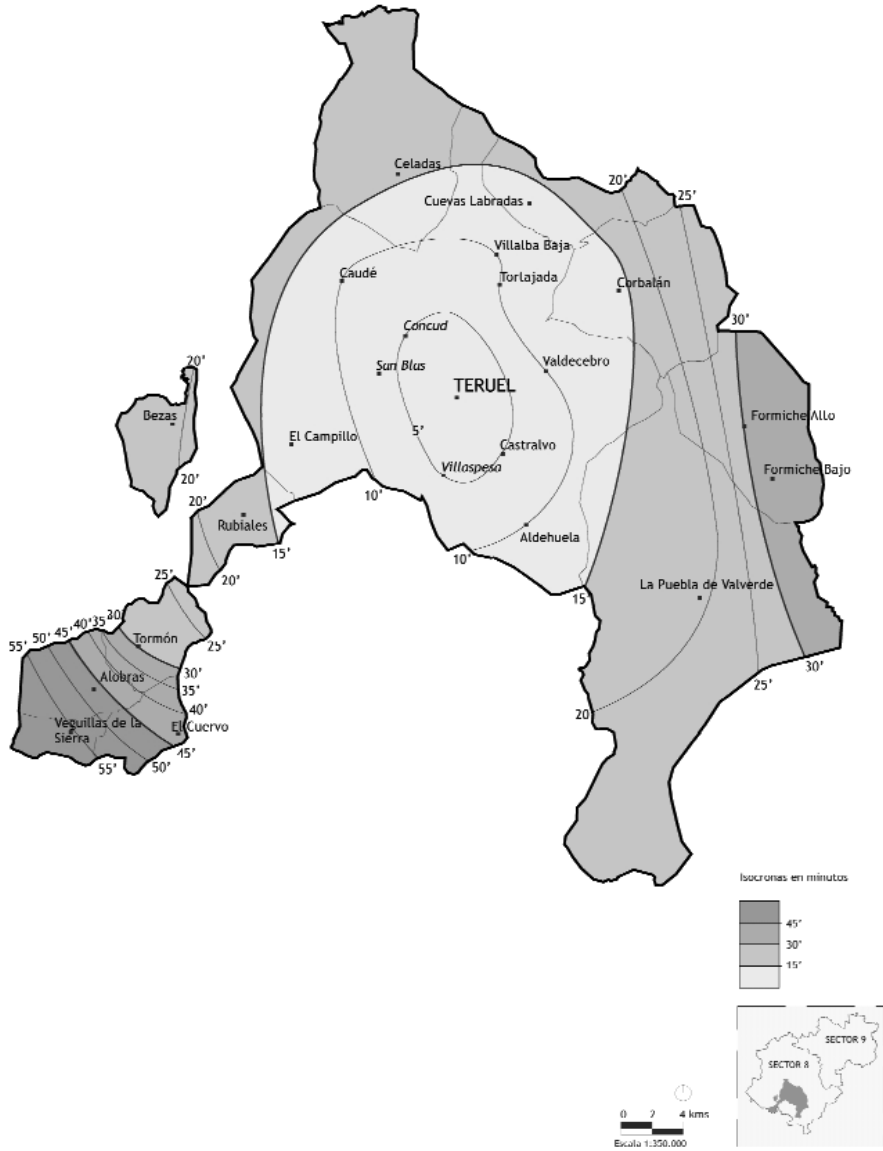 Celadas
Cuevas Labradas
20'
25'
Villalba Baja
Caudé
Tortajada
Corbalán
30'
Concud
San Blas
Valdecebro
20'
TERUEL
Bezas
Formiche Alto
5'
El Campillo
Castralvo
Villaspesa
Formiche Bajo
20'
10'
20'
Rubiales
Aldehuela
15'
10'
20'
25'
La Puebla de Valverde
15'
55'
50'
45'
40'
35'
30'
Tormón
25'
30'
30'
Alobras
35'
25'
40'
20
Veguillas de la
Sierra
El Cuervo
45'
50'
55'
Isocronas en minutos
45'
30'
15'
SECTOR 9
SECTOR 8
0 2 4 kms
Escala 1:350.000